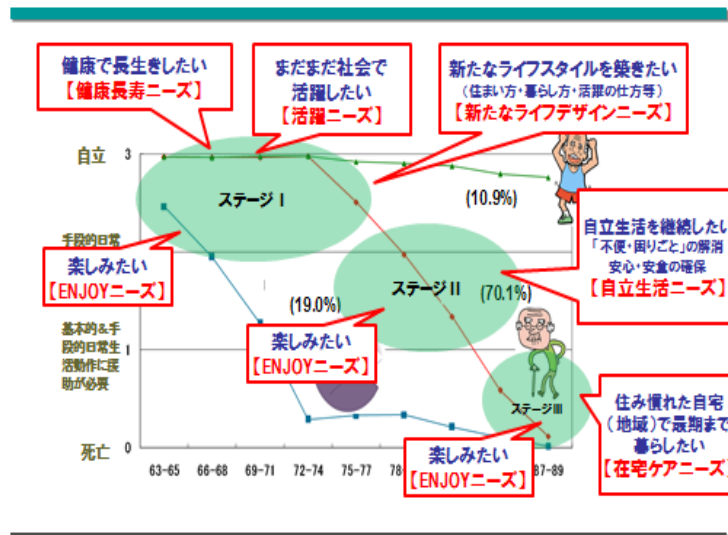 健康で長生きしたい
【健康長寿ニーズ】
まだまだ社会で
活躍したい
【活躍ニーズ】
新たなライフスタイルを築きたい
(住まい方・暮らし方・活躍の仕方等)
【新たなライフデザインニーズ】
自立
3
ステージⅠ
(10.9%)
手段的日常
楽しみたい
【ENJOYニーズ】
自立生活を継続したい
「不便・困りごと」の解消
安心・安全の確保
【自立生活ニーズ】
ステージⅡ
(70.1%)
(19.0%)
楽しみたい
【ENJOYニーズ】
基本的&手
段的日常生
活動作に援
助が必要
1
ステージⅢ
住み慣れた自宅
(地域)で最期まで
暮らしたい
【在宅ケアニーズ】
楽しみたい
【ENJOYニーズ】
死亡
0
63-65
66-68
69-71
72-74
75-77
78-
87-89